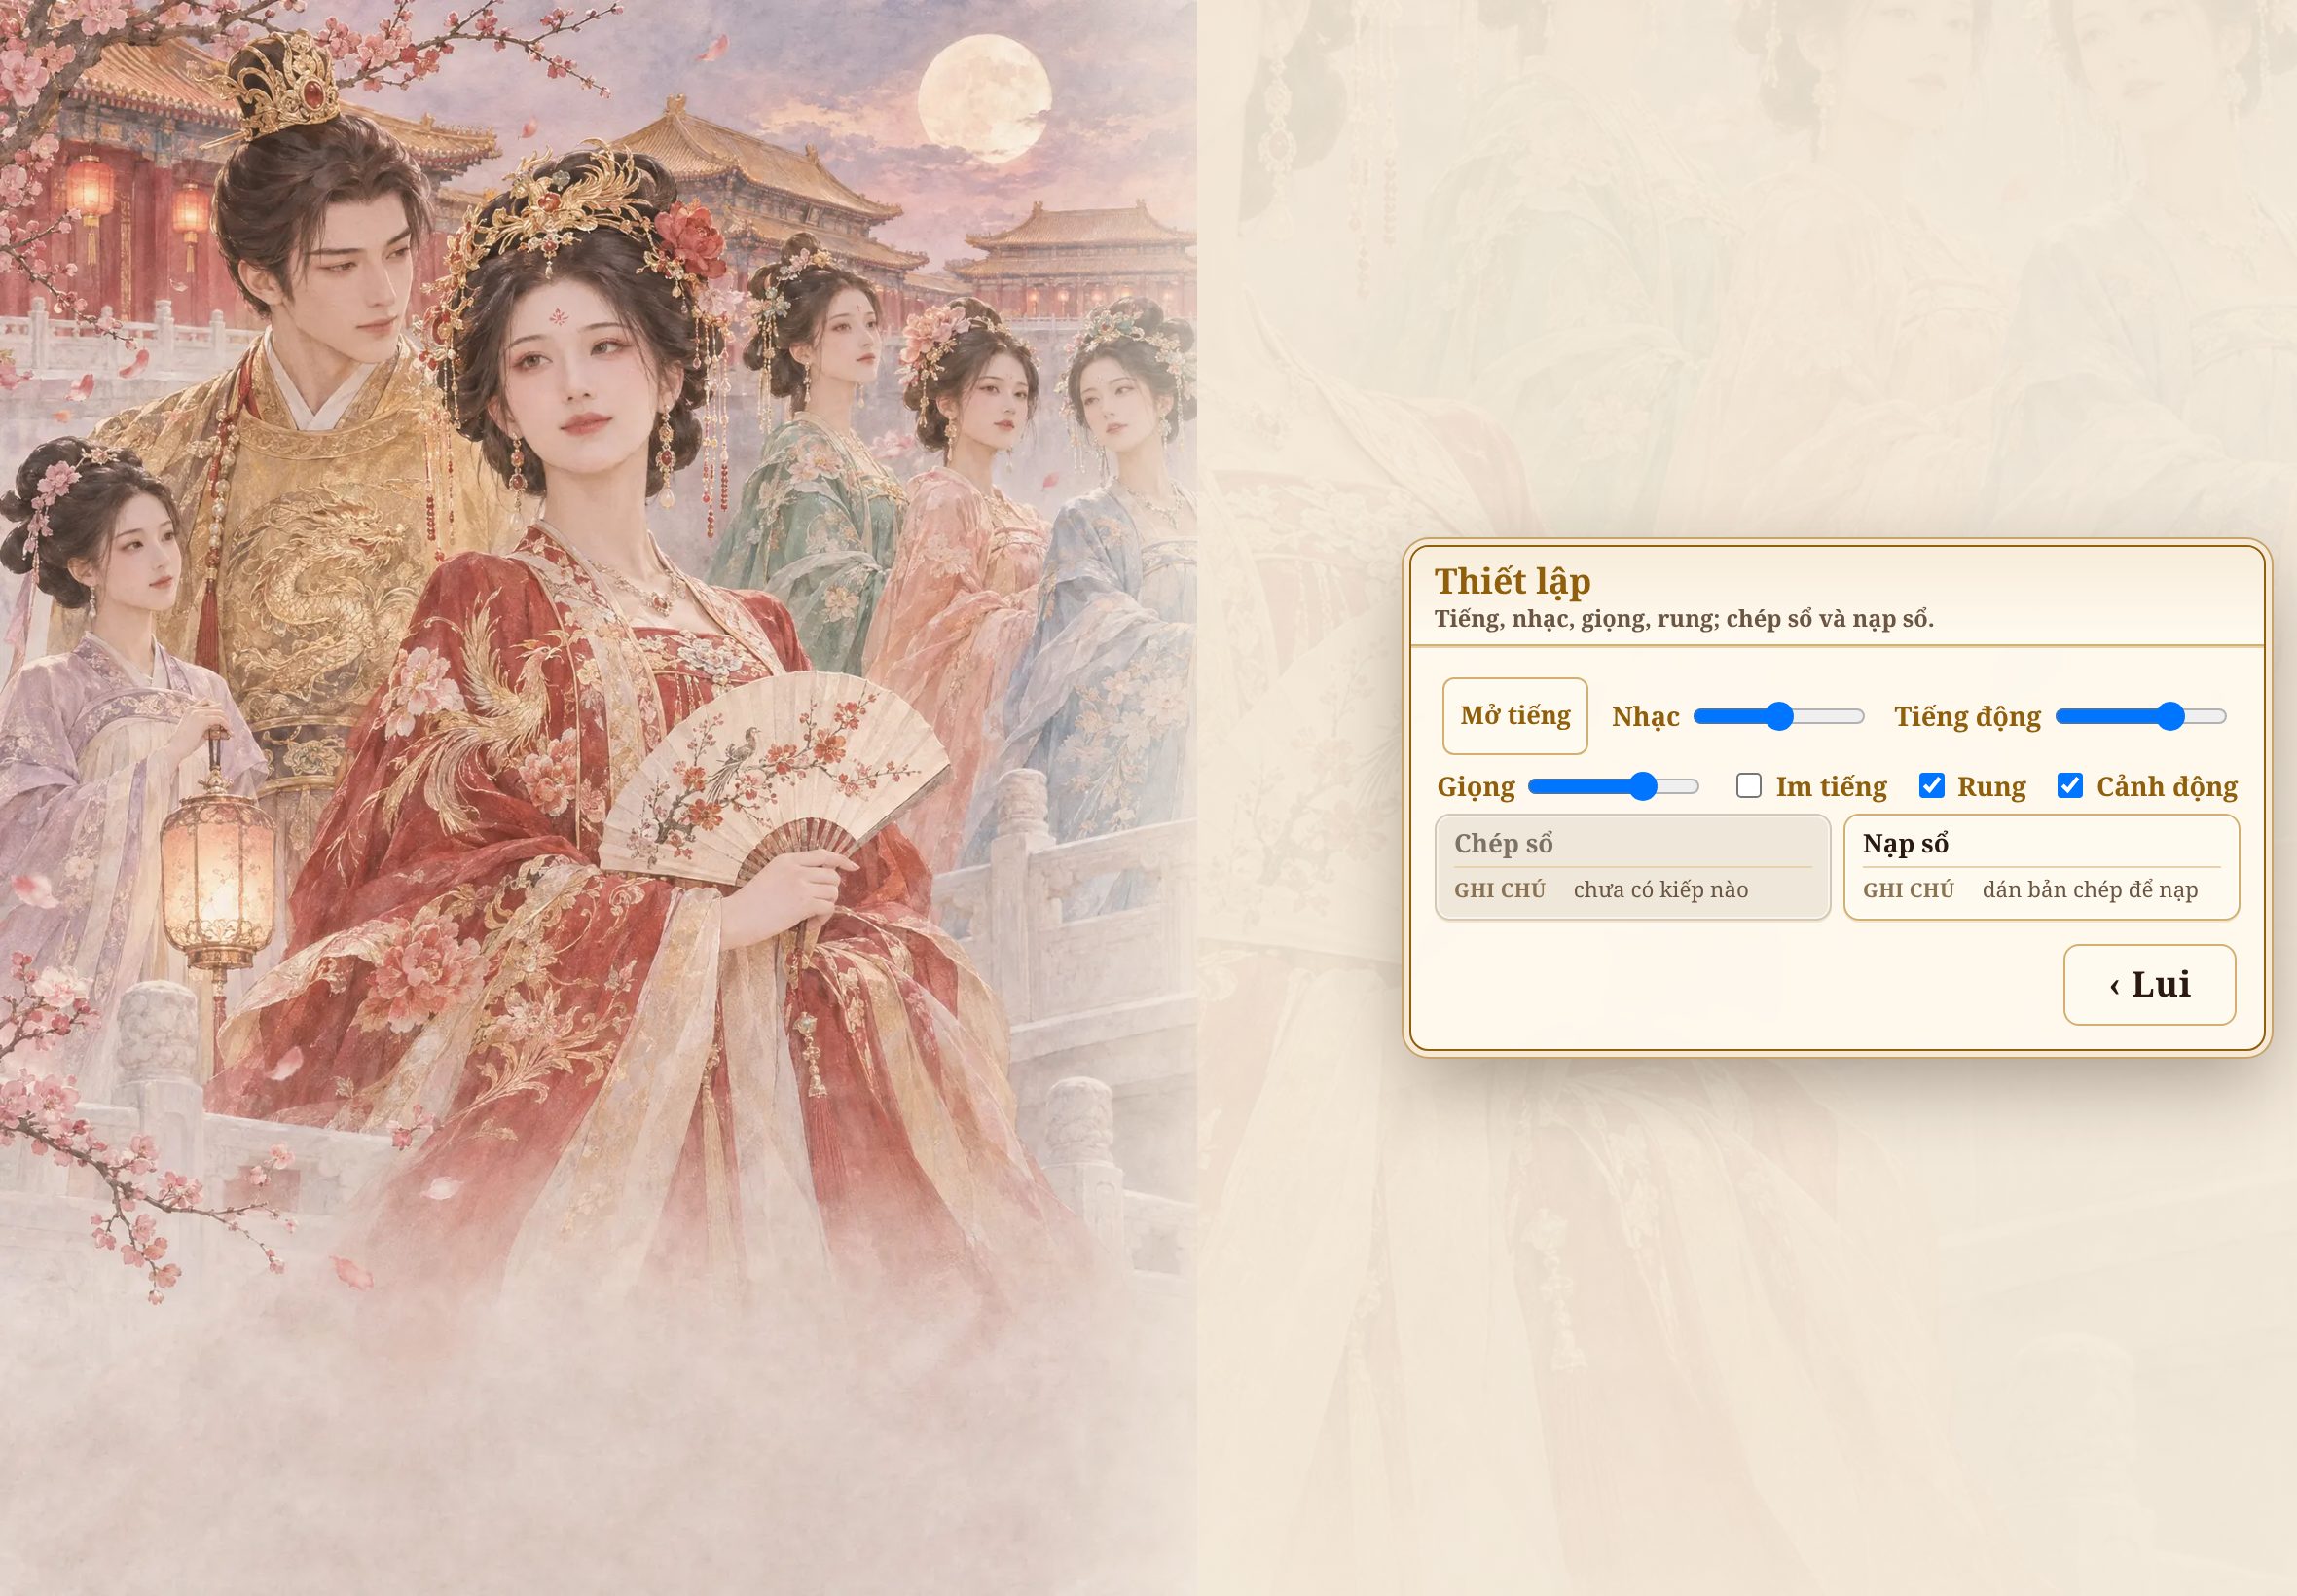 Thiết lập
Tiếng, nhạc, giọng, rung; chép sổ và nạp sổ.
Mở tiếng Nhạc Tiếng động
Giọng Im tiếng Rung Cảnh động
Chép sổ
GHI CHÚ chưa có kiếp nào
Nạp sổ
GHI CHÚ dán bản chép để nạp
‹ Lui